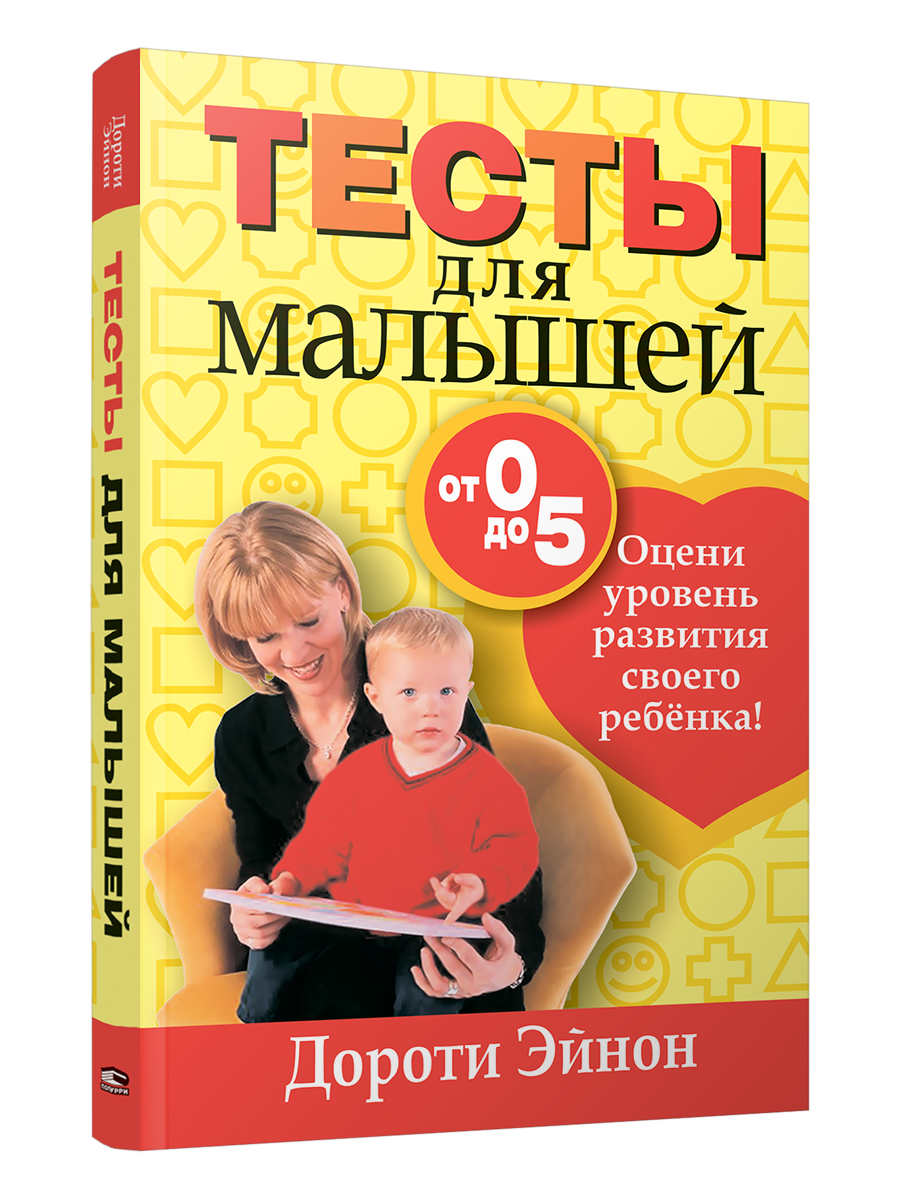 Дороти
Эйнон
ТЕСТЫ ДЛЯ МАЛЫШЕЙ
ПОПУРРИ
ТЕСТЫ
для
малышей
от 0
до 5
Оцени
уровень
развития
своего
ребёнка!
Дороти Эйнон